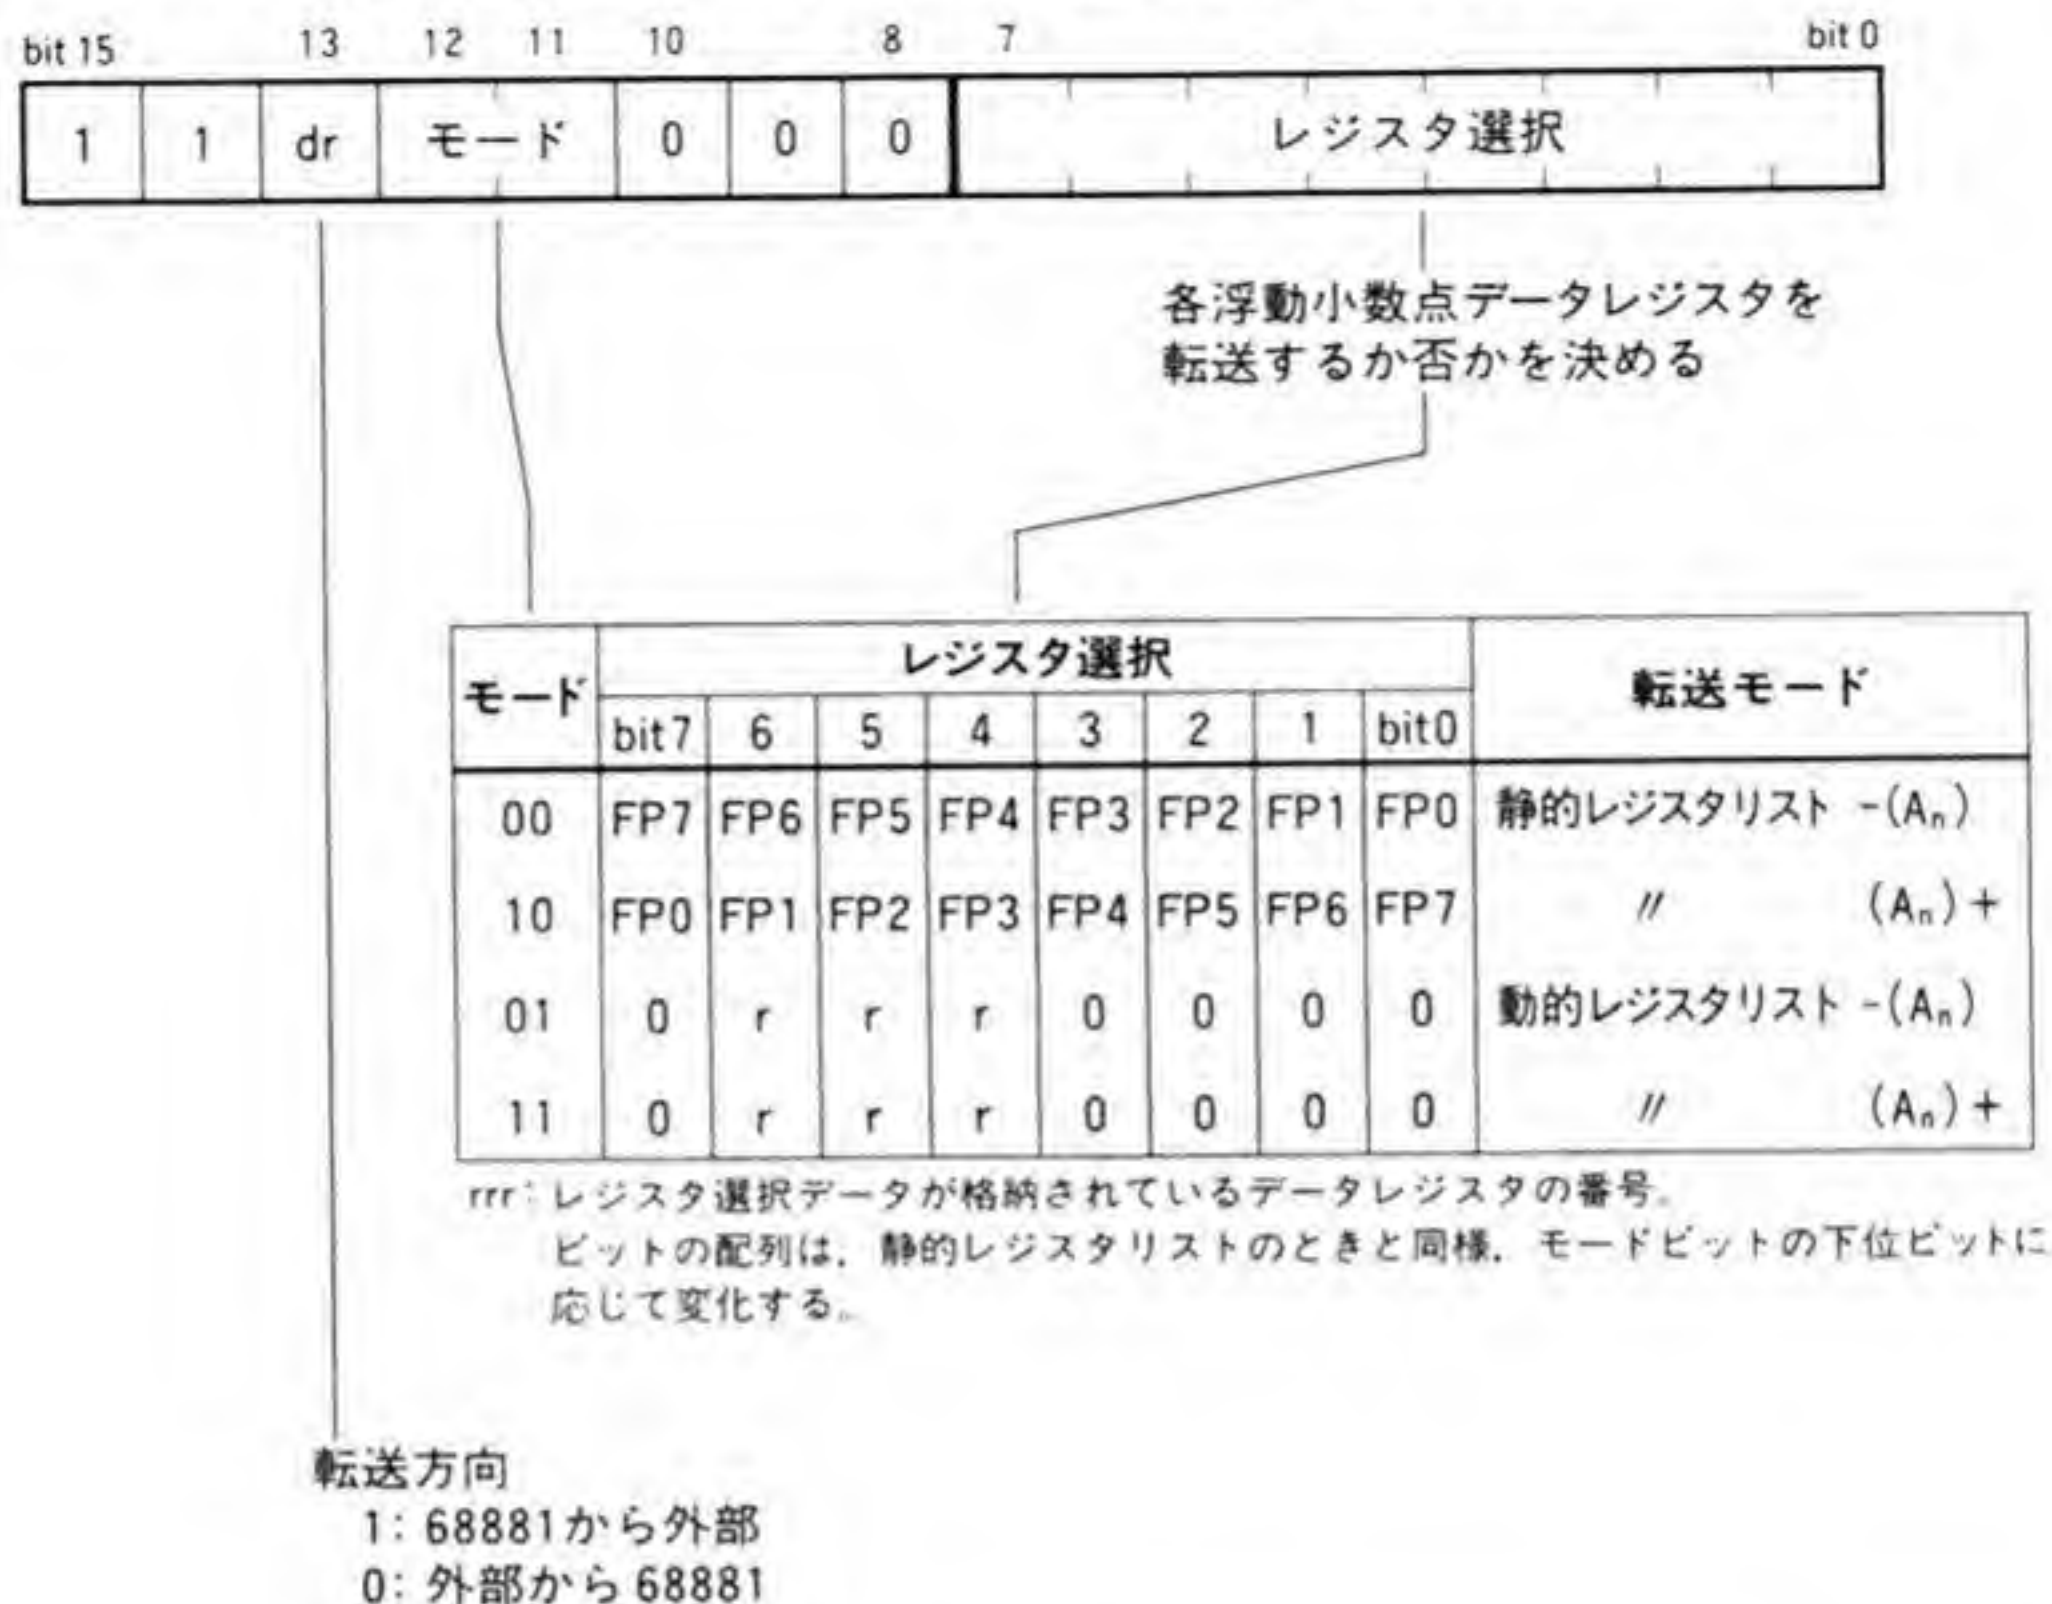 bit 15 13 12 11 10 8 7 bit 0
1 1 dr モード 0 0 0 レジスタ選択
各浮動小数点データレジスタを
転送するか否かを決める
モード レジスタ選択 転送モード
bit7 6 5 4 3 2 1 bit0
00 FP7 FP6 FP5 FP4 FP3 FP2 FP1 FP0 静的レジスタリスト -(An)
10 FP0 FP1 FP2 FP3 FP4 FP5 FP6 FP7 〃 (An)+
01 0 r r r 0 0 0 0 動的レジスタリスト -(An)
11 0 r r r 0 0 0 0 〃 (An)+
rrr: レジスタ選択データが格納されているデータレジスタの番号。
ビットの配列は，静的レジスタリストのときと同様，モードビットの下位ビットに
応じて変化する。
転送方向
1: 68881から外部
0: 外部から68881